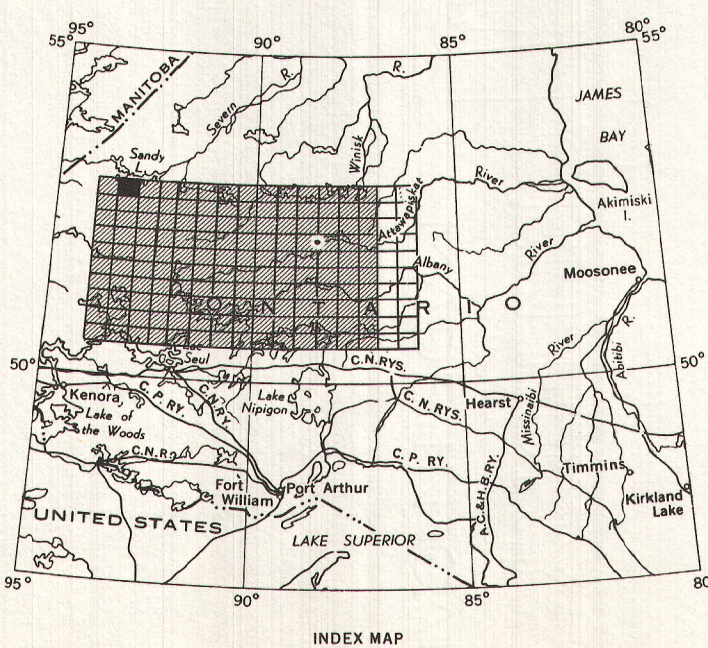 95°
90°
85°
80°
55°
55°
MANITOBA
Severn
R.
R.
Winisk
JAMES
BAY
Sandy
L.
River
Attawapiskat
Akimiski
I.
River
Albany
Moosonee
O N T A R I O
Lac
Seul
C.N.RYS.
River
Abitibi R.
50°
50°
Kenora
C.P.RY.
C.N.RY.
Lake
Nipigon
C.N.RYS.
Hearst
Missinaibi
Lake of
the Woods
C.N.R.
C.P. RY.
Timmins
Fort
William
Port Arthur
A.C.&H.B.RY.
Kirkland
Lake
UNITED STATES
LAKE SUPERIOR
95°
90°
85°
80
INDEX MAP